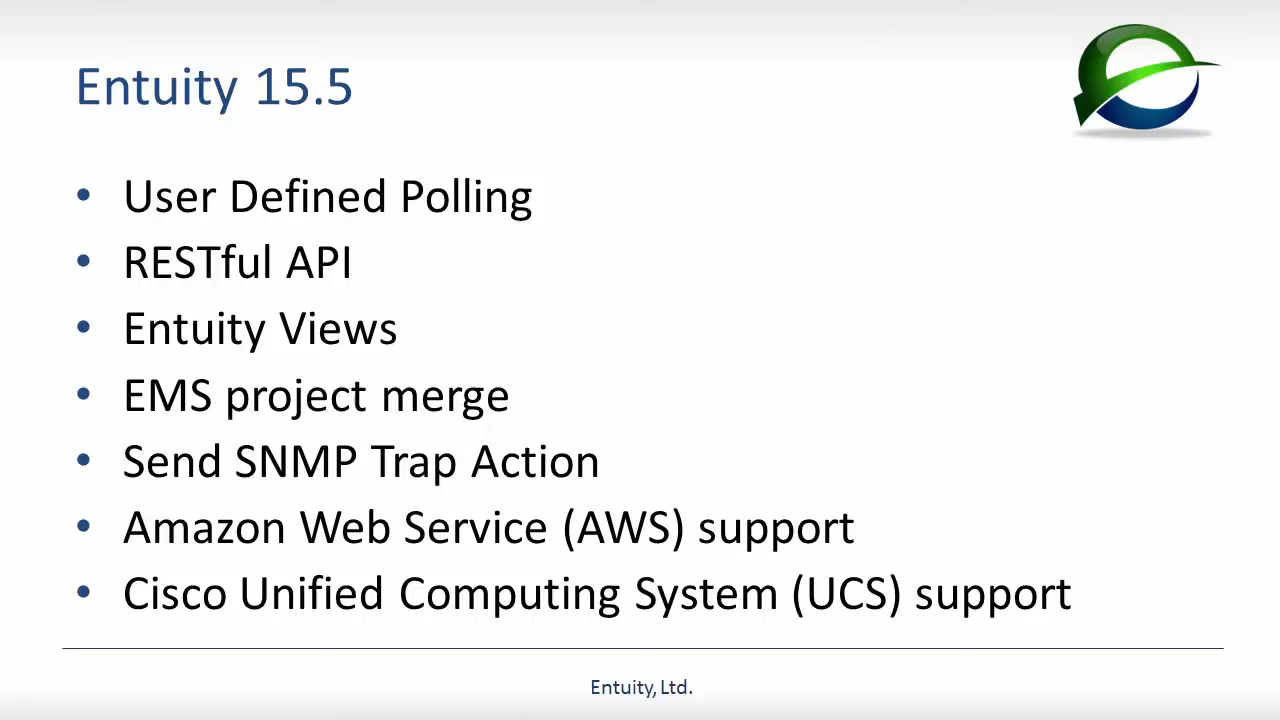 Entuity 15.5
• User Defined Polling
• RESTful API
• Entuity Views
• EMS project merge
• Send SNMP Trap Action
• Amazon Web Service (AWS) support
• Cisco Unified Computing System (UCS) support
Entuity, Ltd.